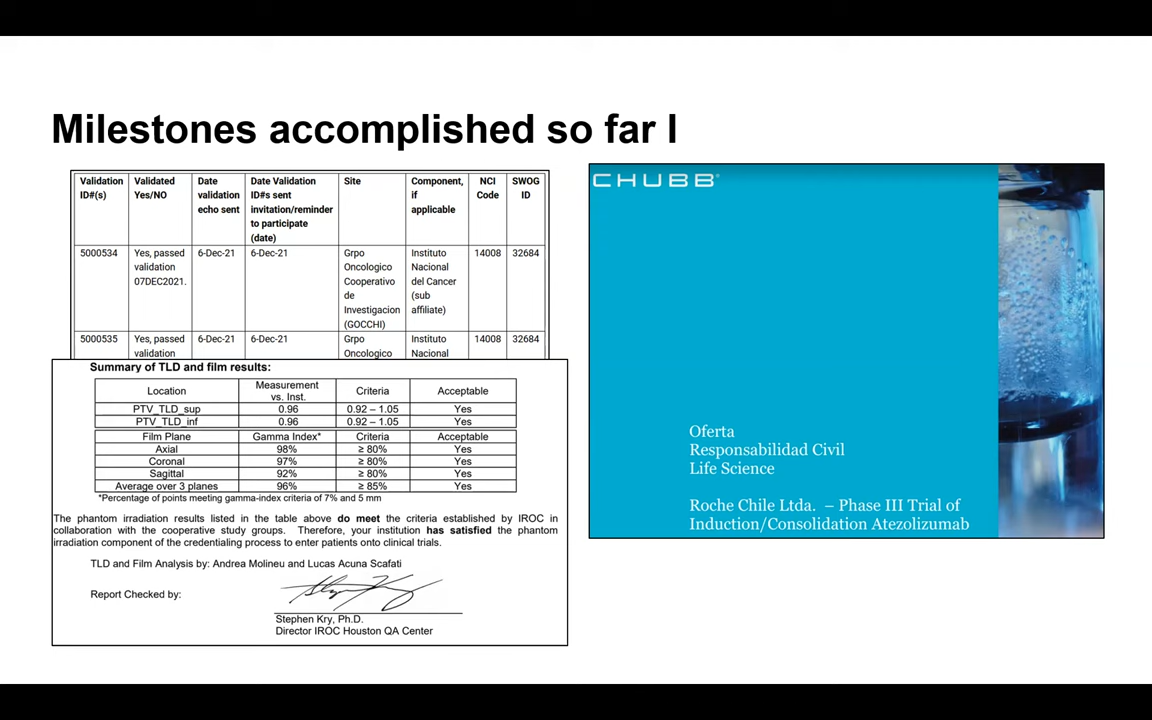 Milestones accomplished so far I
Validation ID#(s) Validated Yes/NO Date validation echo sent Date Validation ID#s sent invitation/reminder to participate (date) Site Component, if applicable NCI Code SWOG ID
5000534 Yes, passed validation 07DEC2021. 6-Dec-21 6-Dec-21 Grpo Oncologico Cooperativo de Investigacion (GOCCHI) Instituto Nacional del Cancer (sub affiliate) 14008 32684
5000535 Yes, passed validation 6-Dec-21 6-Dec-21 Grpo Oncologico Instituto Nacional 14008 32684
Summary of TLD and film results:
Location Measurement vs. Inst. Criteria Acceptable
PTV_TLD_sup 0.96 0.92 – 1.05 Yes
PTV_TLD_inf 0.96 0.92 – 1.05 Yes
Film Plane Gamma Index* Criteria Acceptable
Axial 98% ≥ 80% Yes
Coronal 97% ≥ 80% Yes
Sagittal 92% ≥ 80% Yes
Average over 3 planes 96% ≥ 85% Yes
*Percentage of points meeting gamma-index criteria of 7% and 5 mm
The phantom irradiation results listed in the table above do meet the criteria established by IROC in
collaboration with the cooperative study groups. Therefore, your institution has satisfied the phantom
irradiation component of the credentialing process to enter patients onto clinical trials.
TLD and Film Analysis by: Andrea Molineu and Lucas Acuna Scafati
Report Checked by:
Stephen Kry, Ph.D.
Director IROC Houston QA Center
CHUBB®
Oferta
Responsabilidad Civil
Life Science
Roche Chile Ltda. – Phase III Trial of
Induction/Consolidation Atezolizumab